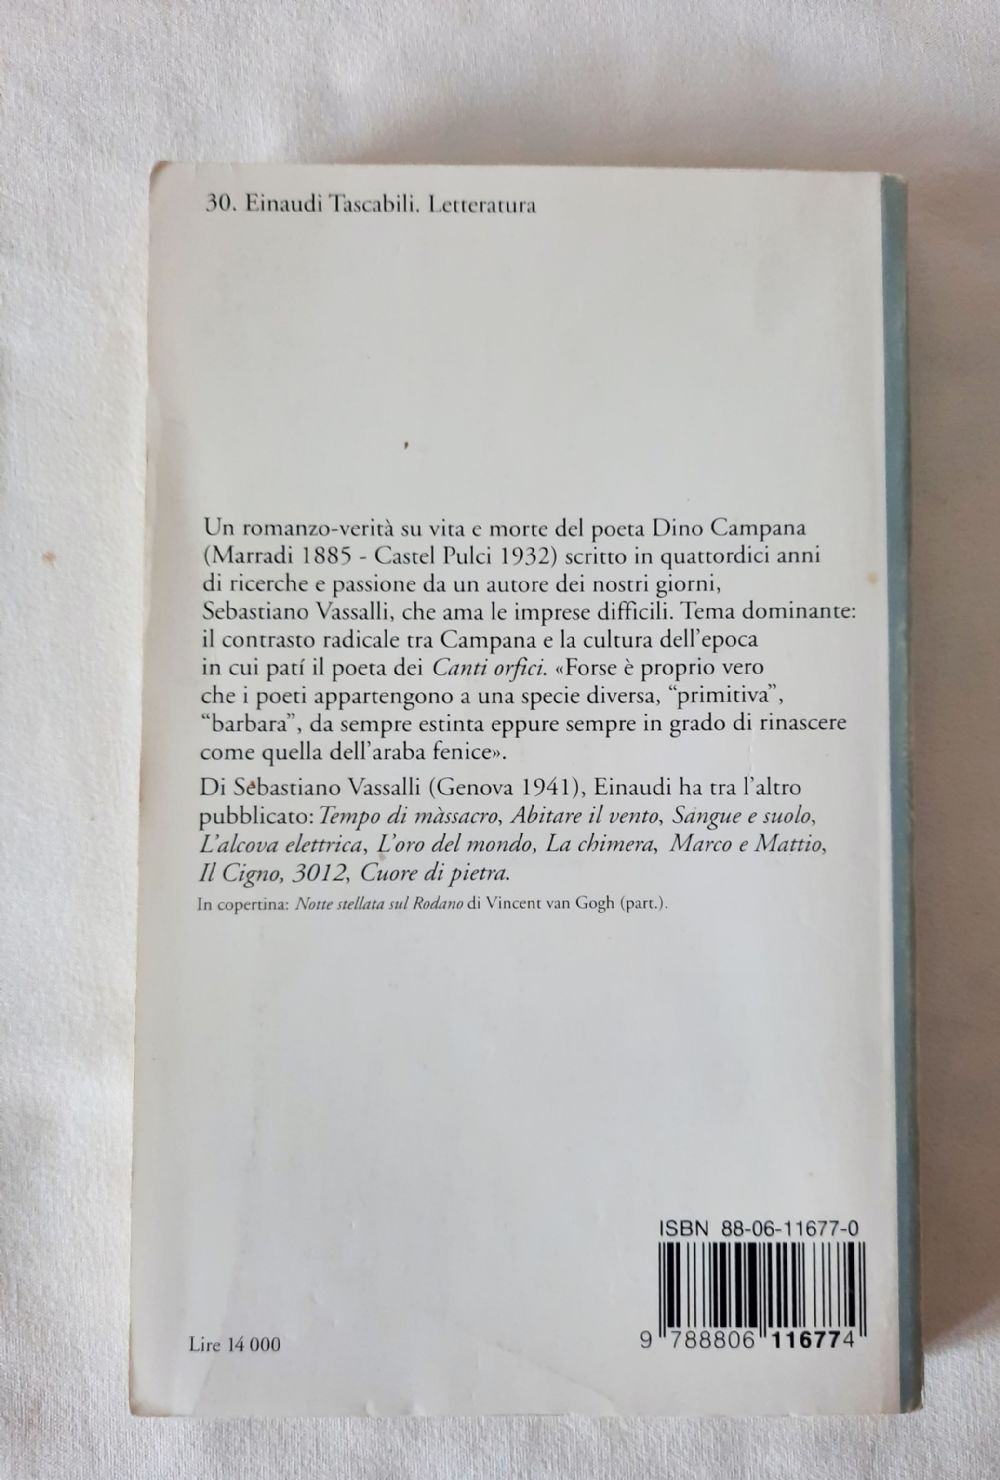 30. Einaudi Tascabili. Letteratura
Un romanzo-verità su vita e morte del poeta Dino Campana
(Marradi 1885 - Castel Pulci 1932) scritto in quattordici anni
di ricerche e passione da un autore dei nostri giorni,
Sebastiano Vassalli, che ama le imprese difficili. Tema dominante:
il contrasto radicale tra Campana e la cultura dell'epoca
in cui patí il poeta dei Canti orfici. «Forse è proprio vero
che i poeti appartengono a una specie diversa, “primitiva”,
“barbara”, da sempre estinta eppure sempre in grado di rinascere
come quella dell'araba fenice».
Di Sebastiano Vassalli (Genova 1941), Einaudi ha tra l'altro
pubblicato: Tempo di màssacro, Abitare il vento, Sangue e suolo,
L'alcova elettrica, L'oro del mondo, La chimera, Marco e Mattio,
Il Cigno, 3012, Cuore di pietra.
In copertina: Notte stellata sul Rodano di Vincent van Gogh (part.).
ISBN 88-06-11677-0
9 788806 116774
Lire 14 000